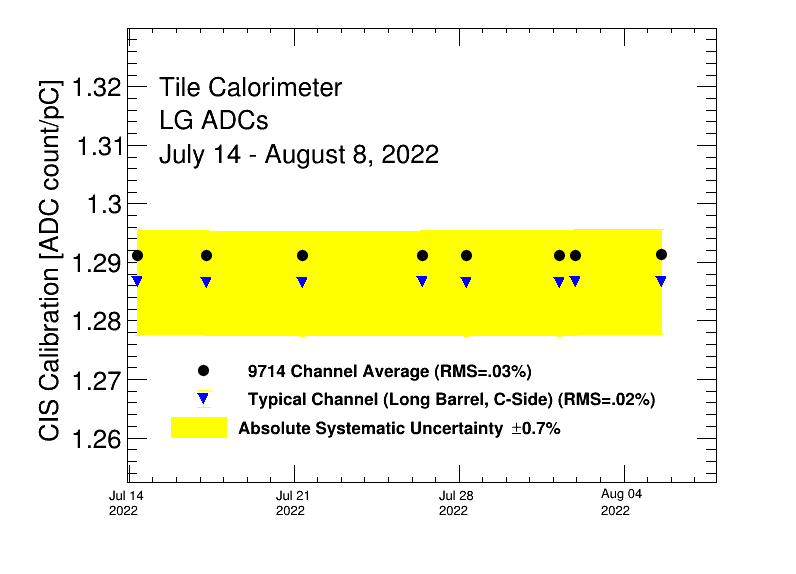 Tile Calorimeter
LG ADCs
July 14 - August 8, 2022
CIS Calibration [ADC count/pC]
1.32
1.31
1.3
1.29
1.28
1.27
1.26
9714 Channel Average (RMS=.03%)
Typical Channel (Long Barrel, C-Side) (RMS=.02%)
Absolute Systematic Uncertainty ±0.7%
Jul 14
2022
Jul 21
2022
Jul 28
2022
Aug 04
2022